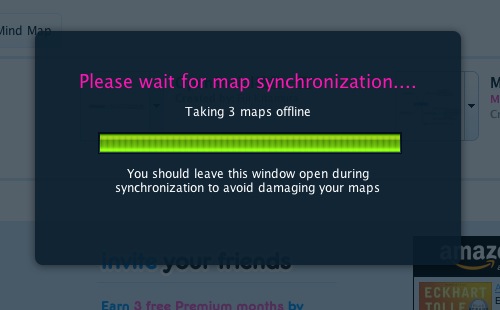 Mind Map
Please wait for map synchronization....
Taking 3 maps offline
You should leave this window open during
synchronization to avoid damaging your maps
invite your friends
Earn 3 free Premium months by
amaz
ECKHART
TOLLE